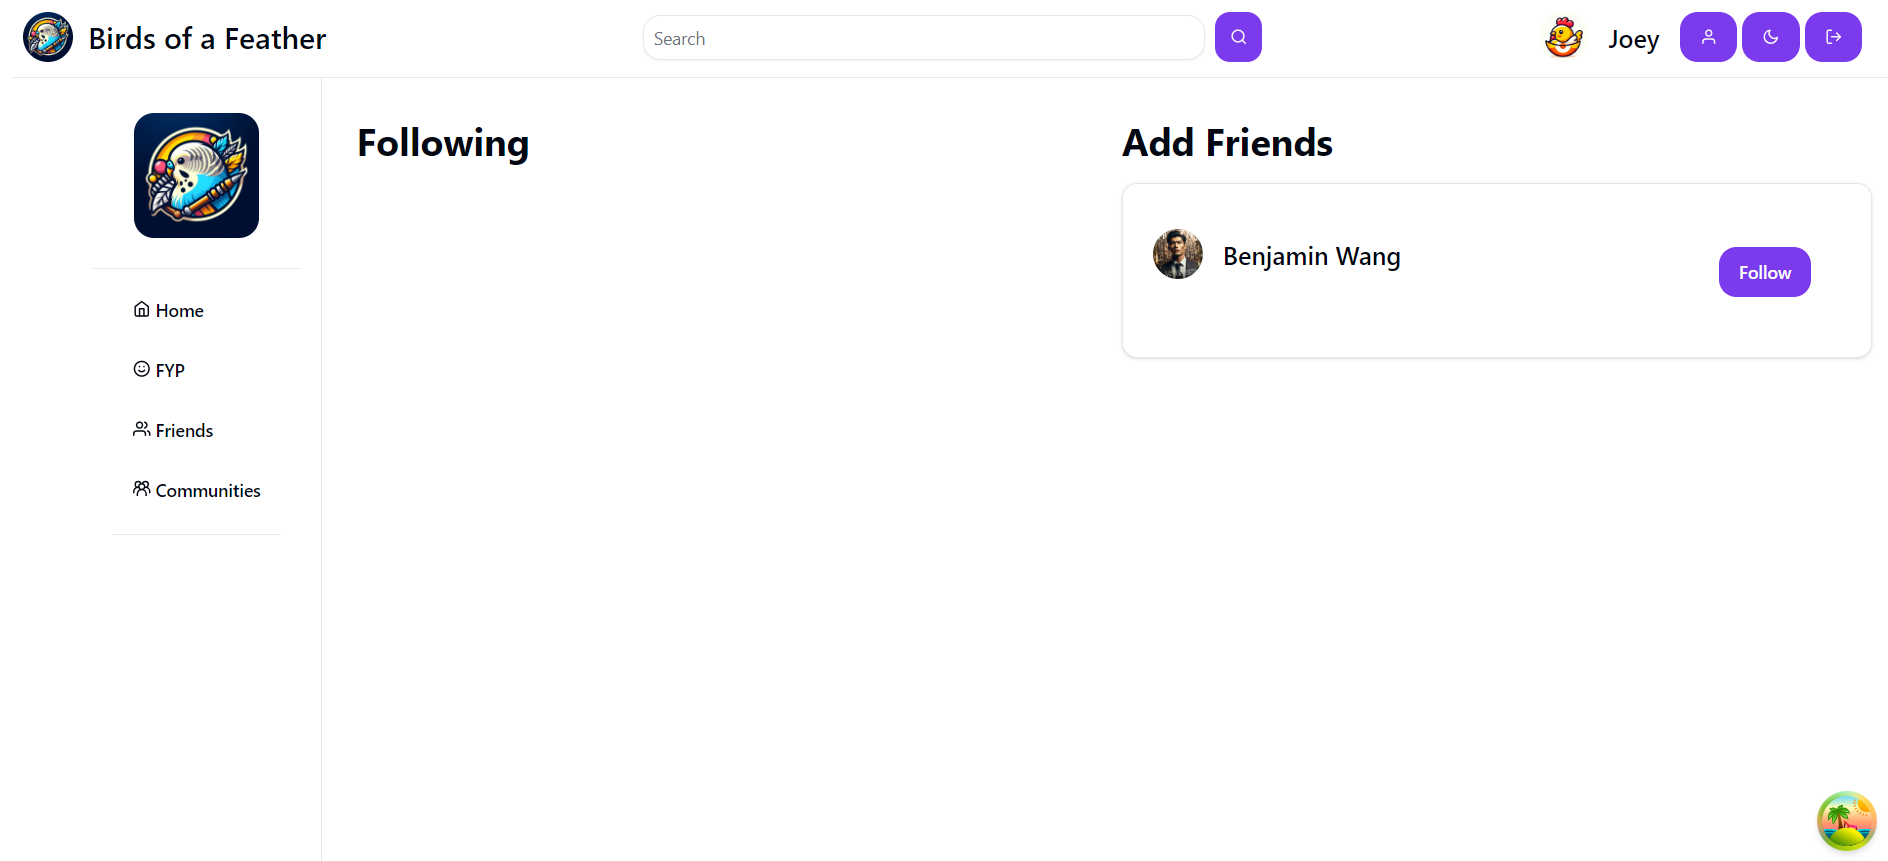 Birds of a Feather
Search
Joey
Home
FYP
Friends
Communities
Following
Add Friends
Benjamin Wang
Follow